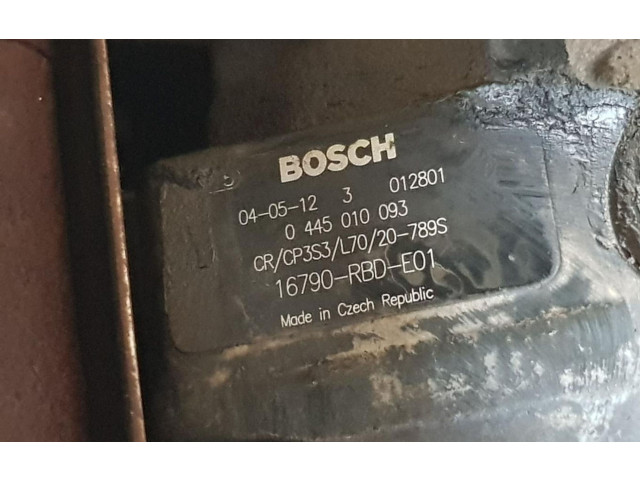 BOSCH
04-05-12 3 012801
0 445 010 093
CR/CP3S3/L70/20-789S
16790-RBD-E01
Made in Czech Republic